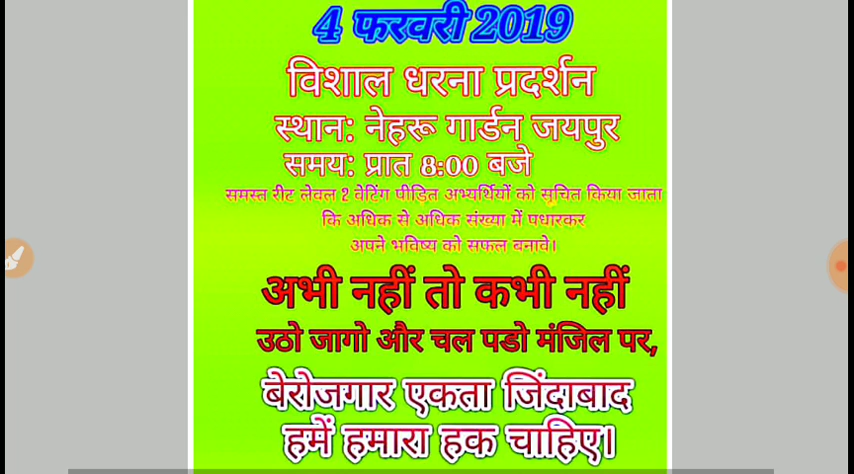 4 फरवरी 2019
विशाल धरना प्रदर्शन
स्थान: नेहरू गार्डन जयपुर
समय: प्रात 8:00 बजे
समस्त रीट लेवल 2 वेटिंग पीड़ित अभ्यर्थियों को सूचित किया जाता
कि अधिक से अधिक संख्या में पधारकर
अपने भविष्य को सफल बनावे।
अभी नहीं तो कभी नहीं
उठो जागो और चल पडो मंजिल पर,
बेरोजगार एकता जिंदाबाद
हमें हमारा हक चाहिए।